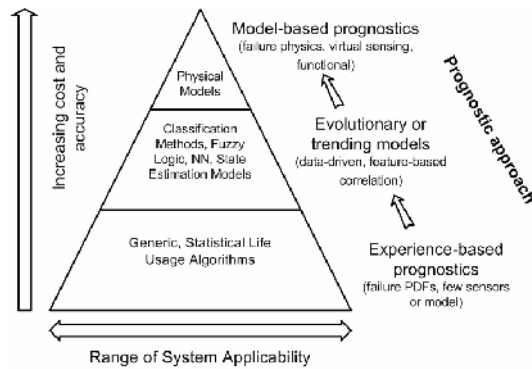 Model-based prognostics
(failure physics, virtual sensing,
functional)
Physical
Models
Increasing cost and
accuracy
Prognostic approach
Classification
Methods, Fuzzy
Logic, NN, State
Estimation Models
Evolutionary or
trending models
(data-driven, feature-based
correlation)
Generic, Statistical Life
Usage Algorithms
Experience-based
prognostics
(failure PDFs, few sensors
or model)
Range of System Applicability